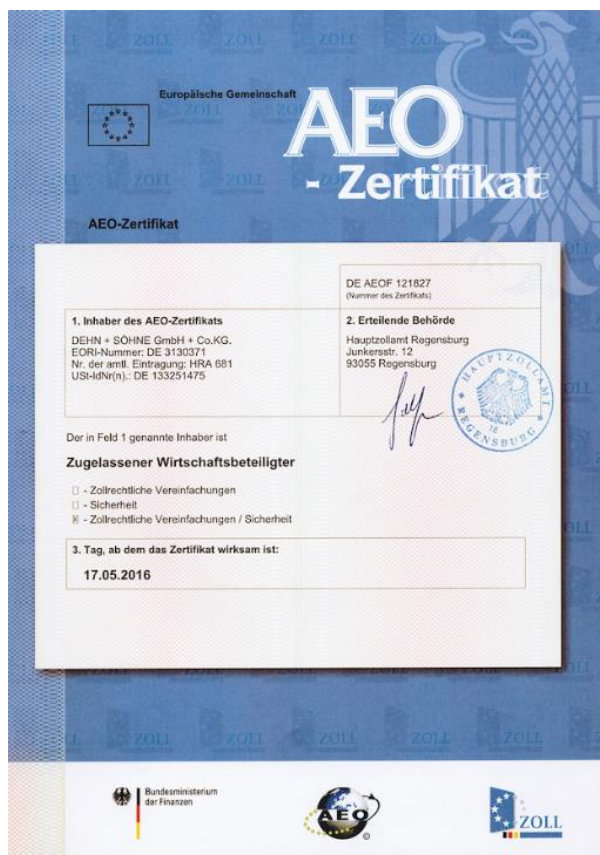 Europäische Gemeinschaft
AEO
- Zertifikat
AEO-Zertifikat
DE AEOF 121827
(Nummer des Zertifikats)
1. Inhaber des AEO-Zertifikats
DEHN + SÖHNE GmbH + Co.KG.
EORI-Nummer: DE 3130371
Nr. der amtl. Eintragung: HRA 681
USt-IdNr(n).: DE 133251475
2. Erteilende Behörde
Hauptzollamt Regensburg
Junkersstr. 12
93055 Regensburg
HAUPTZOLLAMT
REGENSBURG
18
Der in Feld 1 genannte Inhaber ist
Zugelassener Wirtschaftsbeteiligter
☐ - Zollrechtliche Vereinfachungen
☐ - Sicherheit
☒ - Zollrechtliche Vereinfachungen / Sicherheit
3. Tag, ab dem das Zertifikat wirksam ist:
17.05.2016
Bundesministerium
der Finanzen
AEO
©
ZOLL